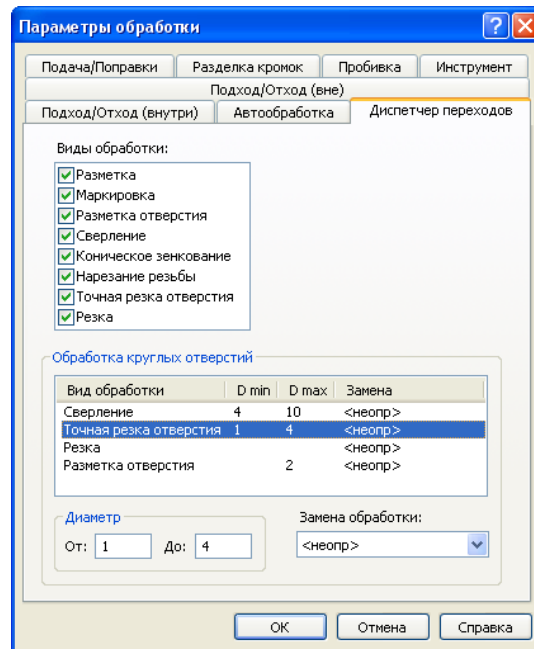 Параметры обработки
Подача/Поправки Разделка кромок Пробивка Инструмент
Подход/Отход (вне)
Подход/Отход (внутри) Автообработка Диспетчер переходов
Виды обработки:
Разметка
Маркировка
Разметка отверстия
Сверление
Коническое зенкование
Нарезание резьбы
Точная резка отверстия
Резка
Обработка круглых отверстий
Вид обработки D min D max Замена
Сверление 4 10 <неопр>
Точная резка отверстия 1 4 <неопр>
Резка <неопр>
Разметка отверстия 2 <неопр>
Диаметр Замена обработки:
От: 1 До: 4 <неопр>
ОК Отмена Справка